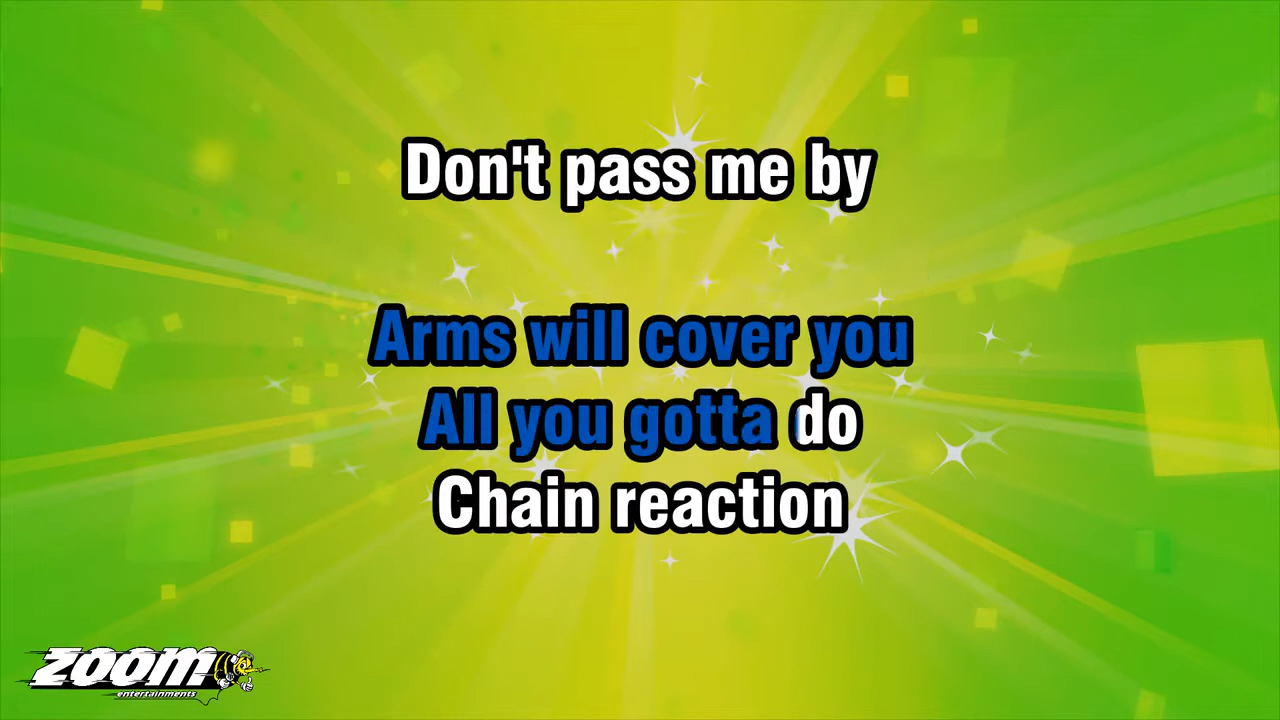 Don't pass me by
Arms will cover you
All you gotta do
Chain reaction
ZOOM
entertainments